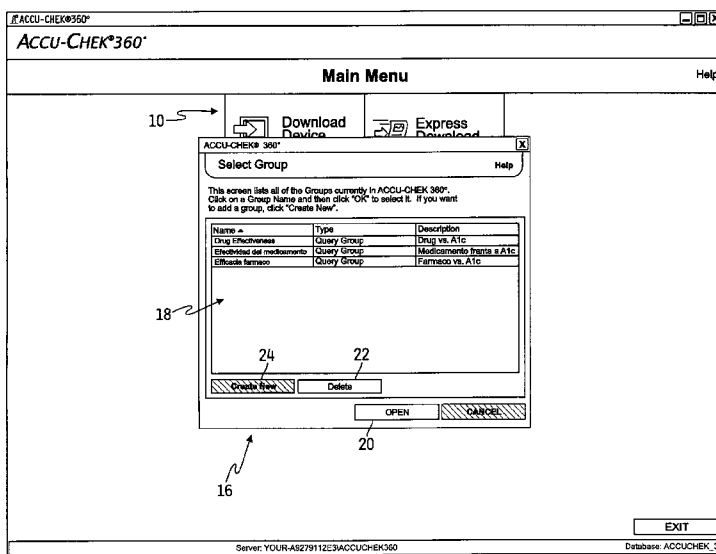 ACCU-CHEK®360°
ACCU-CHEK®360°
Main Menu
Help
10
Download
Device
Express
Download
ACCU-CHEK® 360°
X
Select Group
Help
This screen lists all of the Groups currently in ACCU-CHEK 360°.
Click on a Group Name and then click "OK" to select it. If you want
to add a group, click "Create New".
Name Type Description
Drug Effectiveness Query Group Drug vs. A1c
Efectividad del medicamento Query Group Medicamento franta a A1c
Efficacia farmaco Query Group Farmaco vs. A1c
18
24
22
Create New
Delete
OPEN
CANCEL
20
16
EXIT
Server: YOUR-A9279112E3\ACCUCHEK360
Database: ACCUCHEK_3